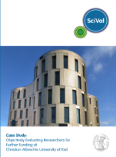 SciVal
Case Study:
Objectively Evaluating Researchers for
Further Funding at
Christian-Albrechts University of Kiel